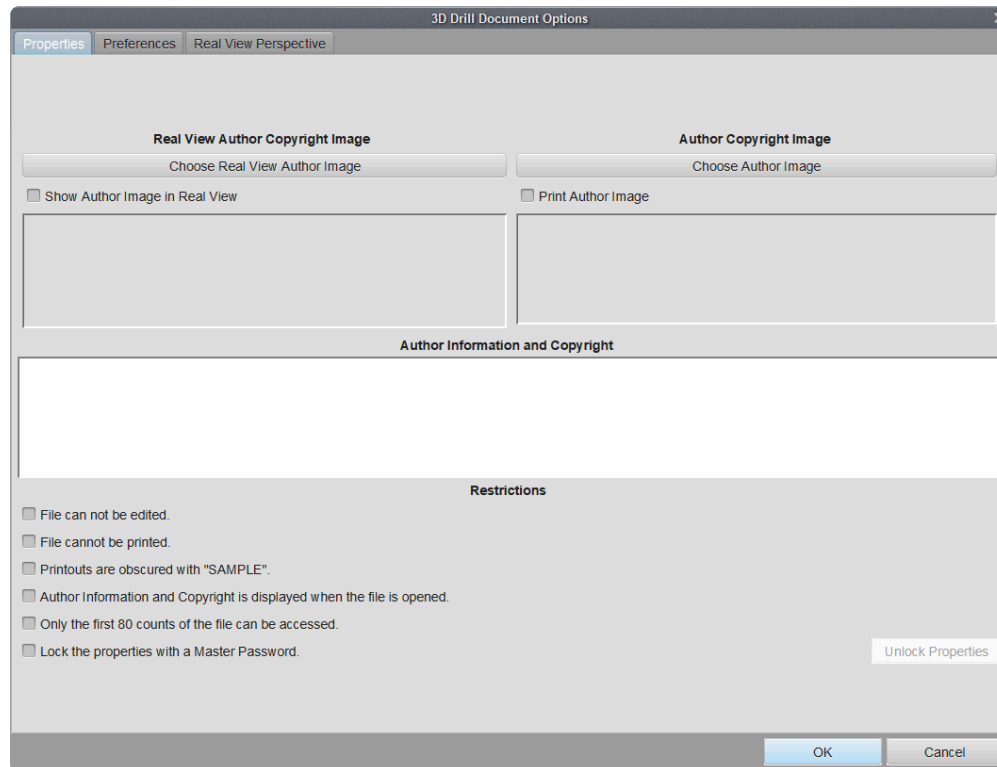 3D Drill Document Options
Properties Preferences Real View Perspective
Real View Author Copyright Image
Author Copyright Image
Choose Real View Author Image
Choose Author Image
Show Author Image in Real View
Print Author Image
Author Information and Copyright
Restrictions
File can not be edited.
File cannot be printed.
Printouts are obscured with "SAMPLE".
Author Information and Copyright is displayed when the file is opened.
Only the first 80 counts of the file can be accessed.
Lock the properties with a Master Password.
Unlock Properties
OK Cancel